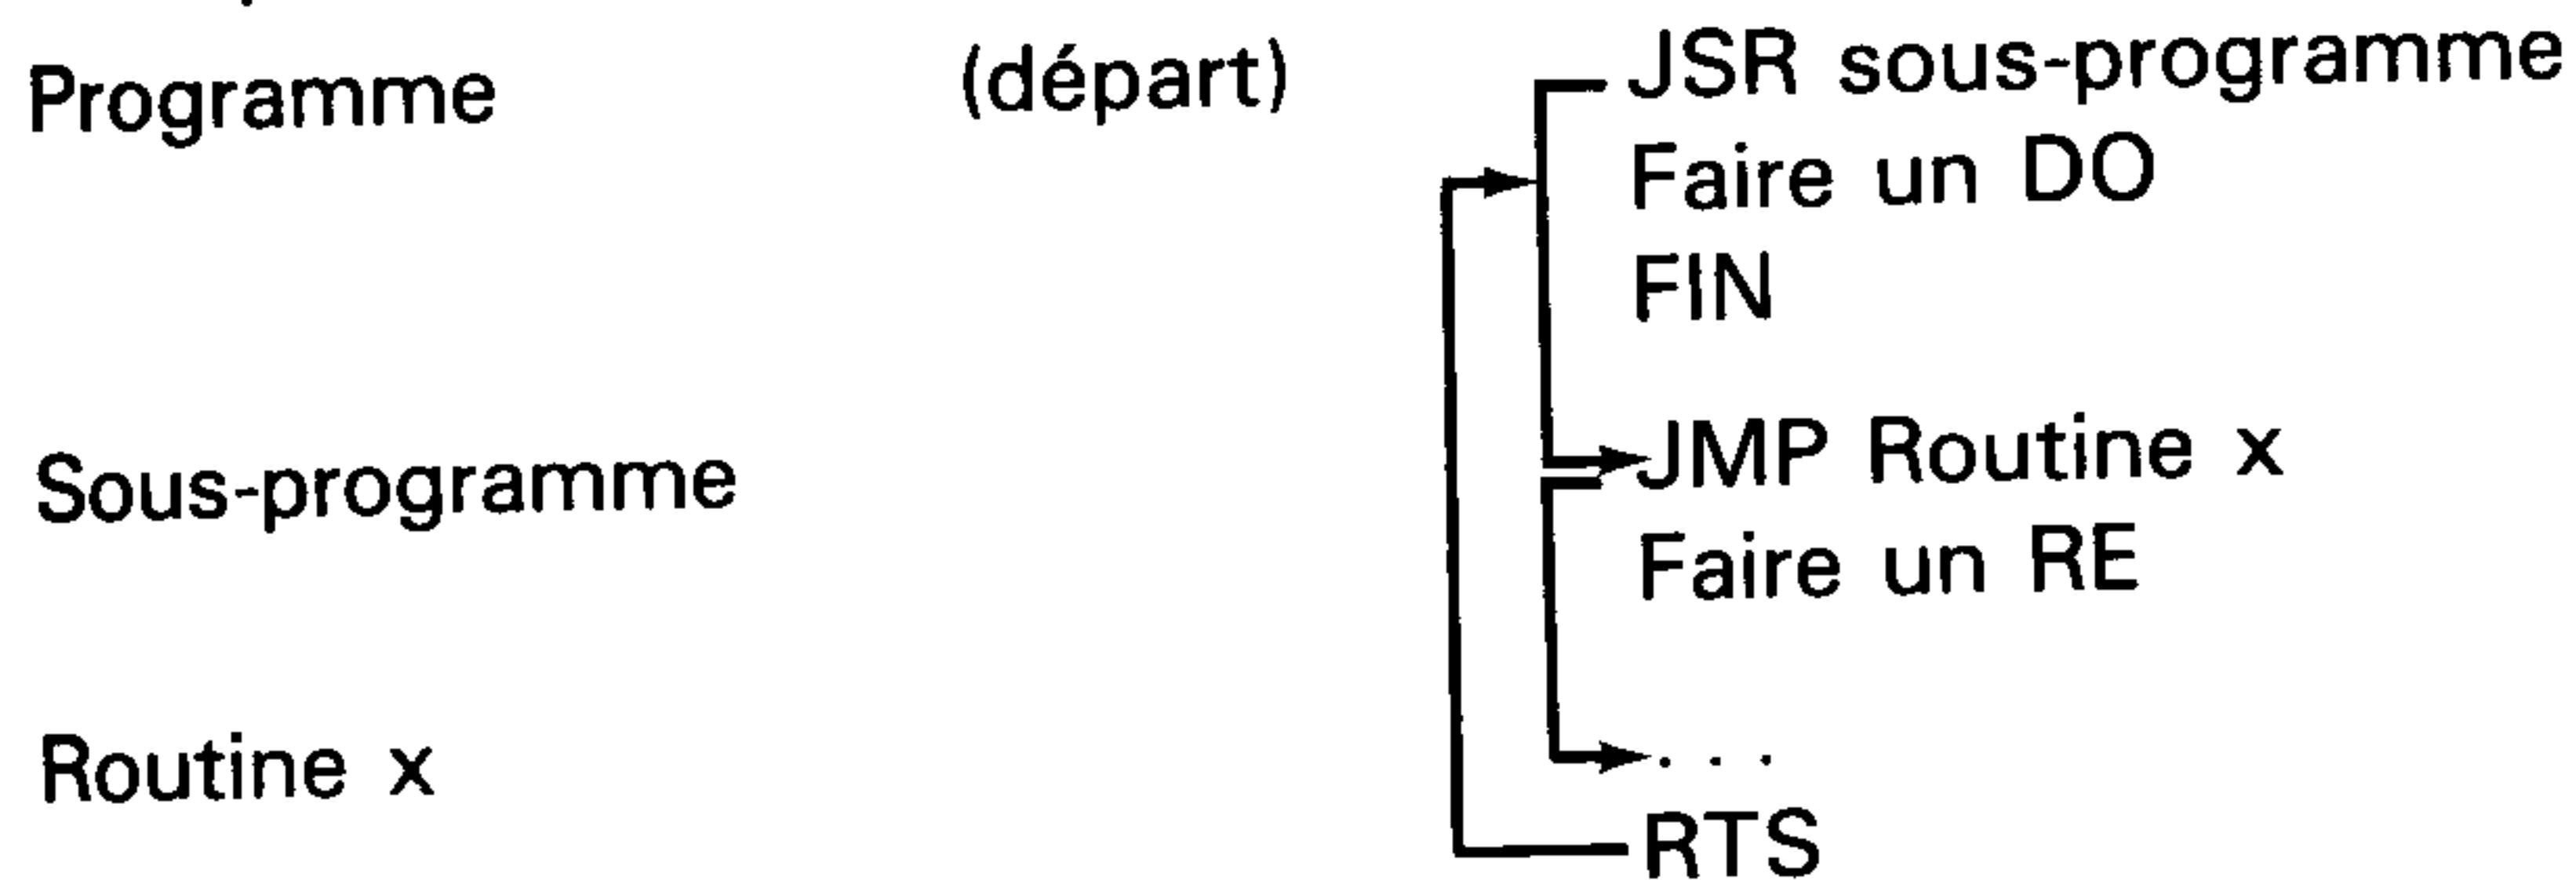 Programme (départ) JSR sous-programme
Faire un DO
FIN
Sous-programme JMP Routine x
Faire un RE
Routine x . . .
RTS